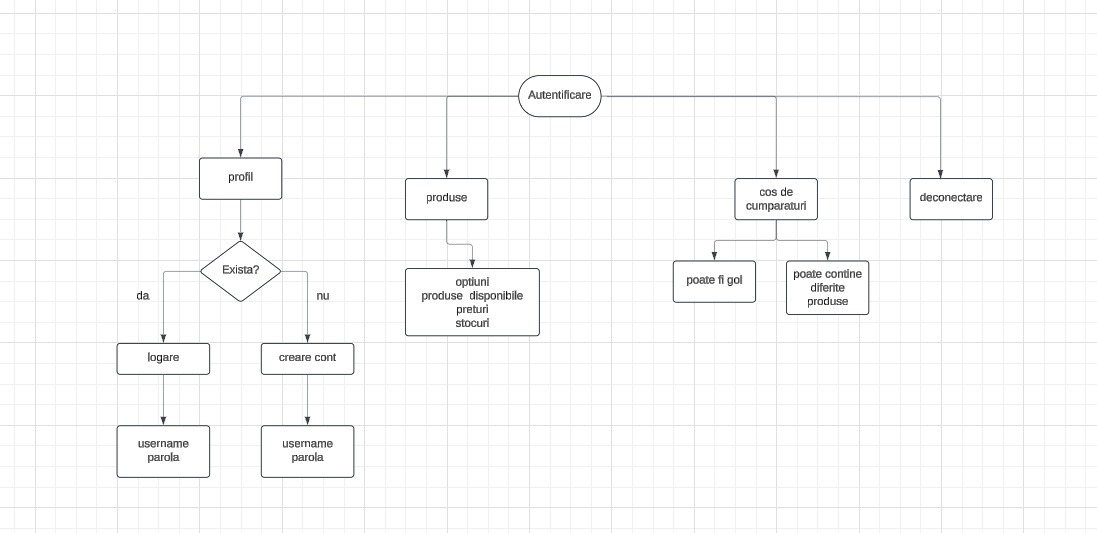 Autentificare
profil
produse
cos de
cumparaturi
deconectare
Exista?
da
nu
optiuni
produse disponibile
preturi
stocuri
poate fi gol
poate contine
diferite
produse
logare
creare cont
username
parola
username
parola